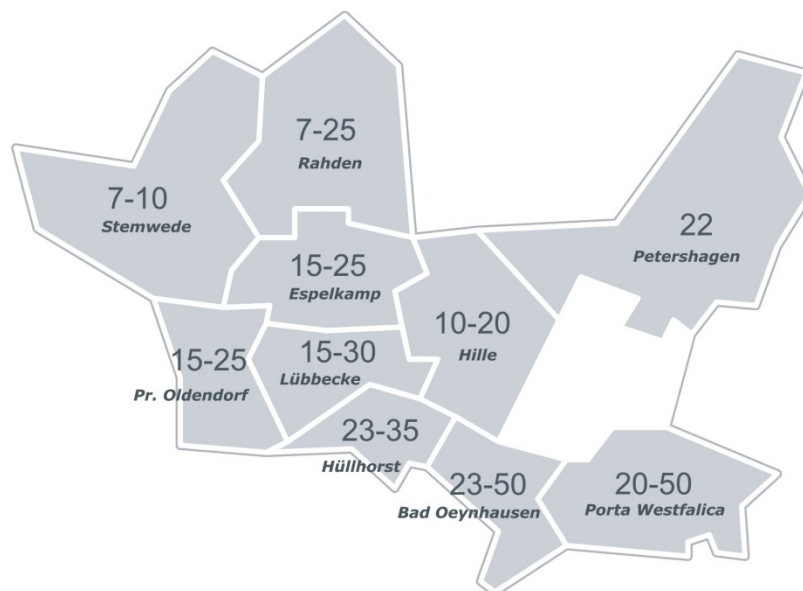 7-25
Rahden
7-10
Stemwede
22
Petershagen
15-25
Espelkamp
10-20
Hille
15-25
Pr. Oldendorf
15-30
Lübbecke
23-35
Hüllhorst
23-50
Bad Oeynhausen
20-50
Porta Westfalica